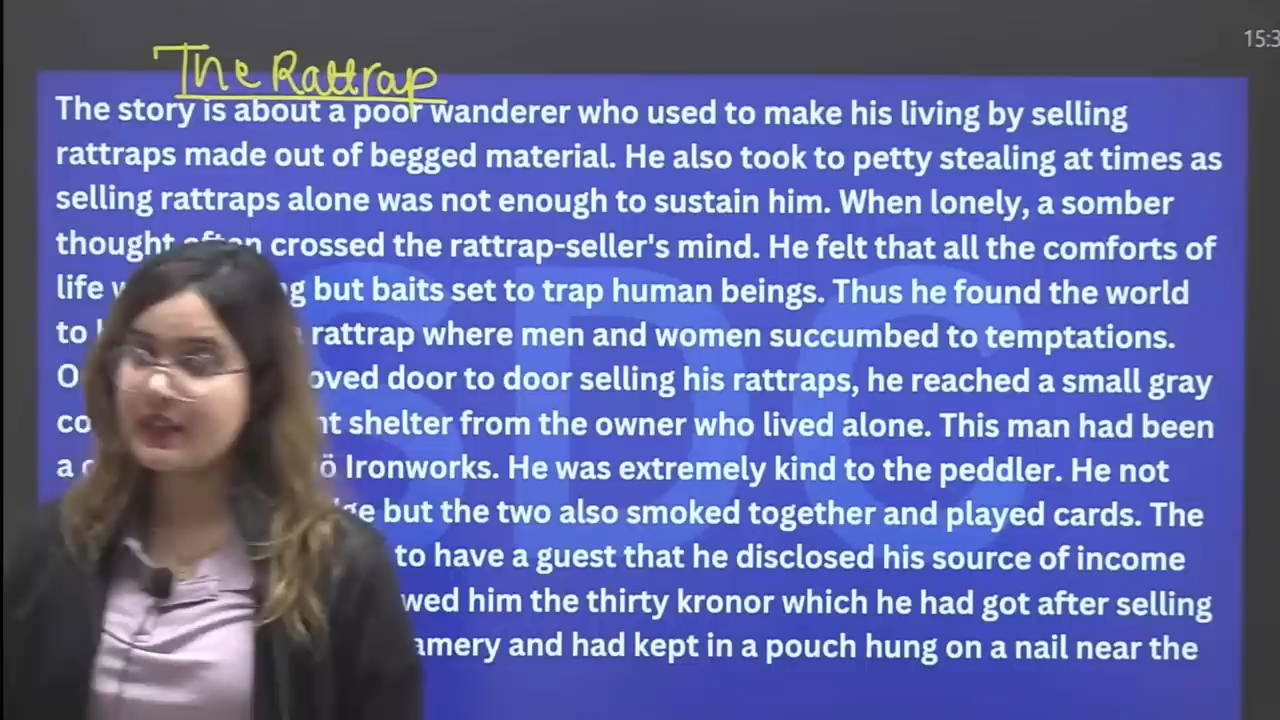 15:3
The Rattrap
The story is about a poor wanderer who used to make his living by selling
rattraps made out of begged material. He also took to petty stealing at times as
selling rattraps alone was not enough to sustain him. When lonely, a somber
thought often crossed the rattrap-seller's mind. He felt that all the comforts of
life but baits set to trap human beings. Thus he found the world
to rattrap where men and women succumbed to temptations.
door to door selling his rattraps, he reached a small gray
shelter from the owner who lived alone. This man had been
a Ironworks. He was extremely kind to the peddler. He not
but the two also smoked together and played cards. The
to have a guest that he disclosed his source of income
him the thirty kronor which he had got after selling
and had kept in a pouch hung on a nail near the
SDC